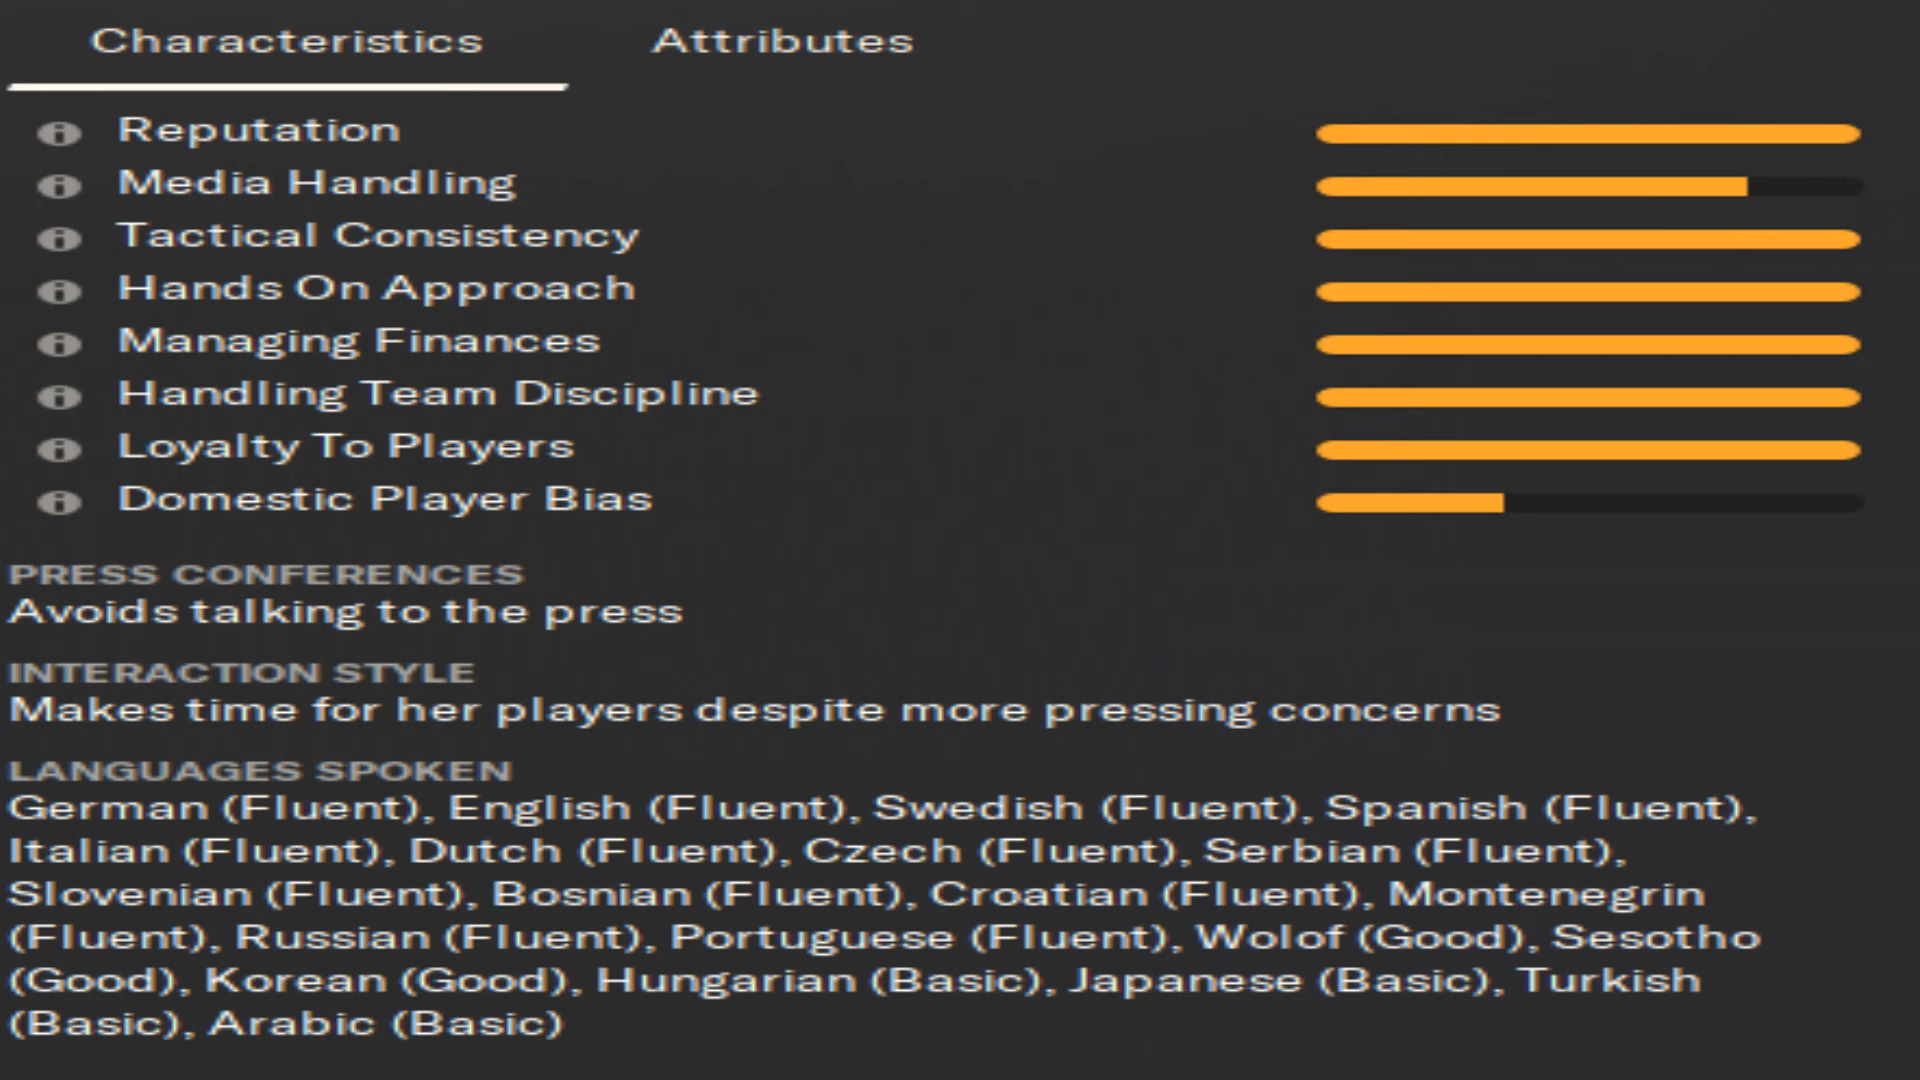 Characteristics Attributes
Reputation
Media Handling
Tactical Consistency
Hands On Approach
Managing Finances
Handling Team Discipline
Loyalty To Players
Domestic Player Bias
PRESS CONFERENCES
Avoids talking to the press
INTERACTION STYLE
Makes time for her players despite more pressing concerns
LANGUAGES SPOKEN
German (Fluent), English (Fluent), Swedish (Fluent), Spanish (Fluent),
Italian (Fluent), Dutch (Fluent), Czech (Fluent), Serbian (Fluent),
Slovenian (Fluent), Bosnian (Fluent), Croatian (Fluent), Montenegrin
(Fluent), Russian (Fluent), Portuguese (Fluent), Wolof (Good), Sesotho
(Good), Korean (Good), Hungarian (Basic), Japanese (Basic), Turkish
(Basic), Arabic (Basic)